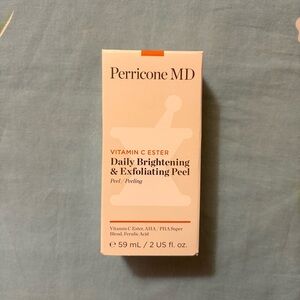 Perricone MD
VITAMIN C ESTER
Daily Brightening
& Exfoliating Peel
Peel / Peeling
Vitamin C Ester, AHA / PHA Super
Blend, Ferulic Acid
℮ 59 mL / 2 US fl. oz.